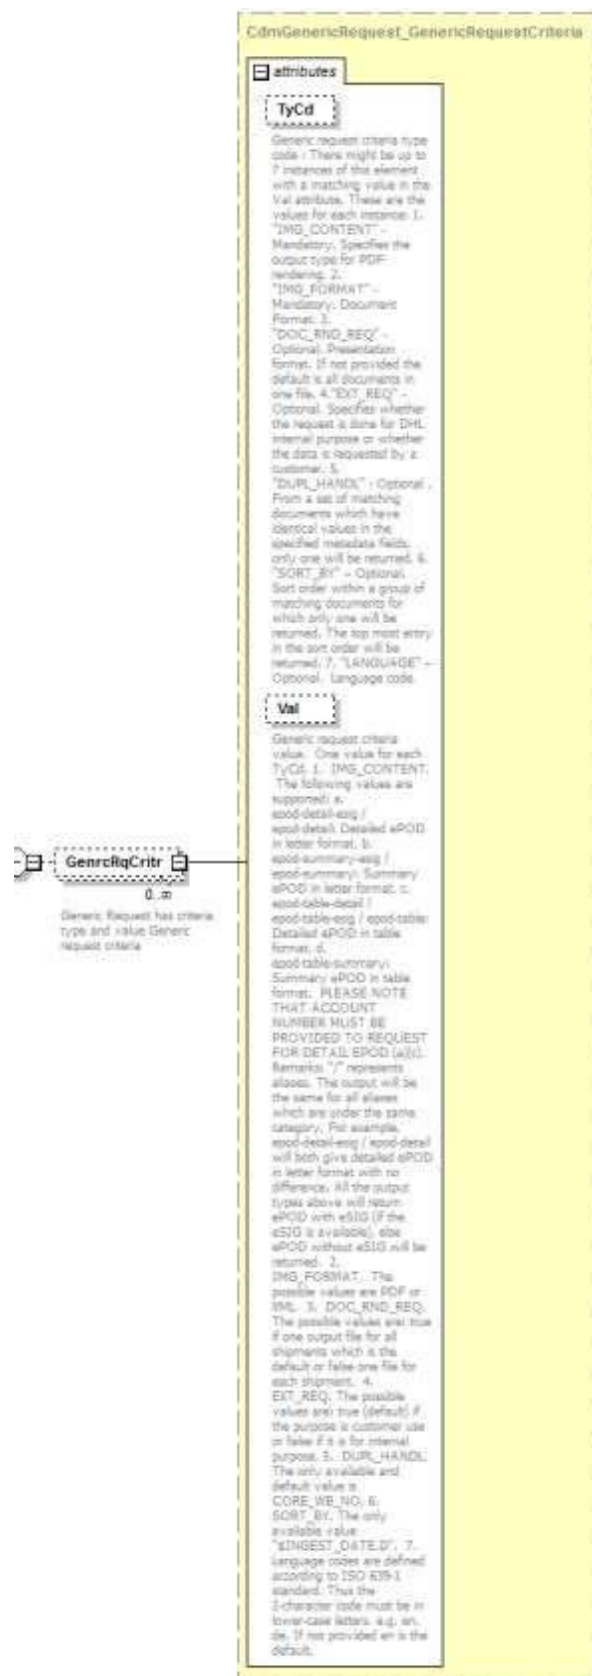 CdmGenericRequest_GenericRequestCriteria
attributes
TyCd
Generic request criteria type
code : There might be up to
7 instances of this element
with a matching value in the
Val attribute. These are the
values for each instance: 1.
"IMG_CONTENT" -
Mandatory. Specifies the
output type for PDF
rendering. 2.
"IMG_FORMAT" -
Mandatory. Document
Format. 3.
"DOC_RND_REQ" -
Optional. Presentation
format. If not provided the
default is all documents in
one file. 4."EXT_REQ" -
Optional. Specifies whether
the request is done for DHL
internal purpose or whether
the data is requested by a
customer. 5.
"DUPL_HANDL" - Optional .
From a set of matching
documents which have
identical values in the
specified metadata fields,
only one will be returned. 6.
"SORT_BY" – Optional.
Sort order within a group of
matching documents for
which only one will be
returned. The top most entry
in the sort order will be
returned. 7. "LANGUAGE" –
Optional. Language code.
Val
Generic request criteria
value. One value for each
TyCd. 1. IMG_CONTENT.
The following values are
supported: a.
epod-detail-esig /
epod-detail: Detailed ePOD
in letter format. b.
epod-summary-esig /
epod-summary: Summary
ePOD in letter format. c.
epod-table-detail /
epod-table-esig / epod-table:
Detailed ePOD in table
format. d.
epod-table-summary:
Summary ePOD in table
format. PLEASE NOTE
THAT ACCOUNT
NUMBER MUST BE
PROVIDED TO REQUEST
FOR DETAIL EPOD (a)(c).
Remarks: "/" represents
aliases. The output will be
the same for all aliases
which are under the same
category. For example,
epod-detail-esig / epod-detail
will both give detailed ePOD
in letter format with no
difference. All the output
types above will return
ePOD with eSIG (if the
eSIG is available), else
ePOD without eSIG will be
returned. 2.
IMG_FORMAT. The
possible values are PDF or
XML. 3. DOC_RND_REQ.
The possible values are: true
if one output file for all
shipments which is the
default or false one file for
each shipment. 4.
EXT_REQ. The possible
values are: true (default) if
the purpose is customer use
or false if it is for internal
purpose. 5. DUPL_HANDL.
The only available and
default value is
CORE_WB_NO. 6.
SORT_BY. The only
available value
"$INGEST_DATE.D". 7.
Language codes are defined
according to ISO 639-1
standard. Thus the
2-character code must be in
lower-case letters. e.g. en,
de. If not provided en is the
default.
GenrcRqCritr
0..∞
Generic Request has criteria
type and value Generic
request criteria